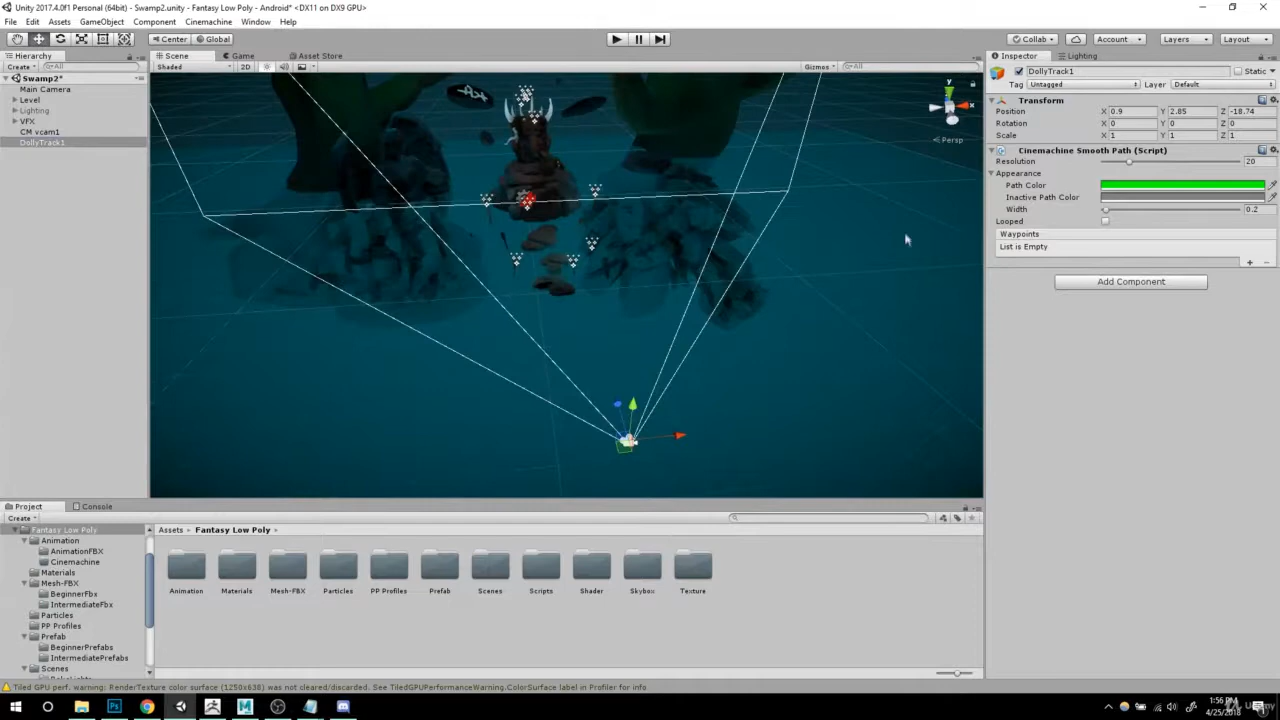 Unity 2017.4.0f1 Personal (64bit) - Swamp2.unity - Fantasy Low Poly - Android* <DX11 on DX9 GPU>
File Edit Assets GameObject Component Cinemachine Window Help
Center Global Collab Account Layers Layout
Hierarchy Scene Game Asset Store Inspector Lighting
Create All Shaded 2D Gizmos All
DollyTrack1 Static
Tag Untagged Layer Default
Swamp2*
Main Camera
Level
Lighting
VFX
CM vcam1
DollyTrack1
y
x
Persp
Transform
Position X 0.9 Y 2.85 Z -18.74
Rotation X 0 Y 0 Z 0
Scale X 1 Y 1 Z 1
Cinemachine Smooth Path (Script)
Resolution 20
Appearance
Path Color
Inactive Path Color
Width 0.2
Looped
Waypoints
List is Empty
+ -
Add Component
Project Console
Create
Fantasy Low Poly
Animation
AnimationFBX
Cinemachine
Materials
Mesh-FBX
BeginnerFbx
IntermediateFbx
Particles
PP Profiles
Prefab
BeginnerPrefabs
IntermediatePrefabs
Scenes
Assets Fantasy Low Poly
Animation Materials Mesh-FBX Particles PP Profiles Prefab Scenes Scripts Shader Skybox Texture
Tiled GPU perf. warning: RenderTexture color surface (1250x638) was not cleared/discarded. See TiledGPUPerformanceWarning.ColorSurface label in Profiler for info
1:56 PM
4/25/2018